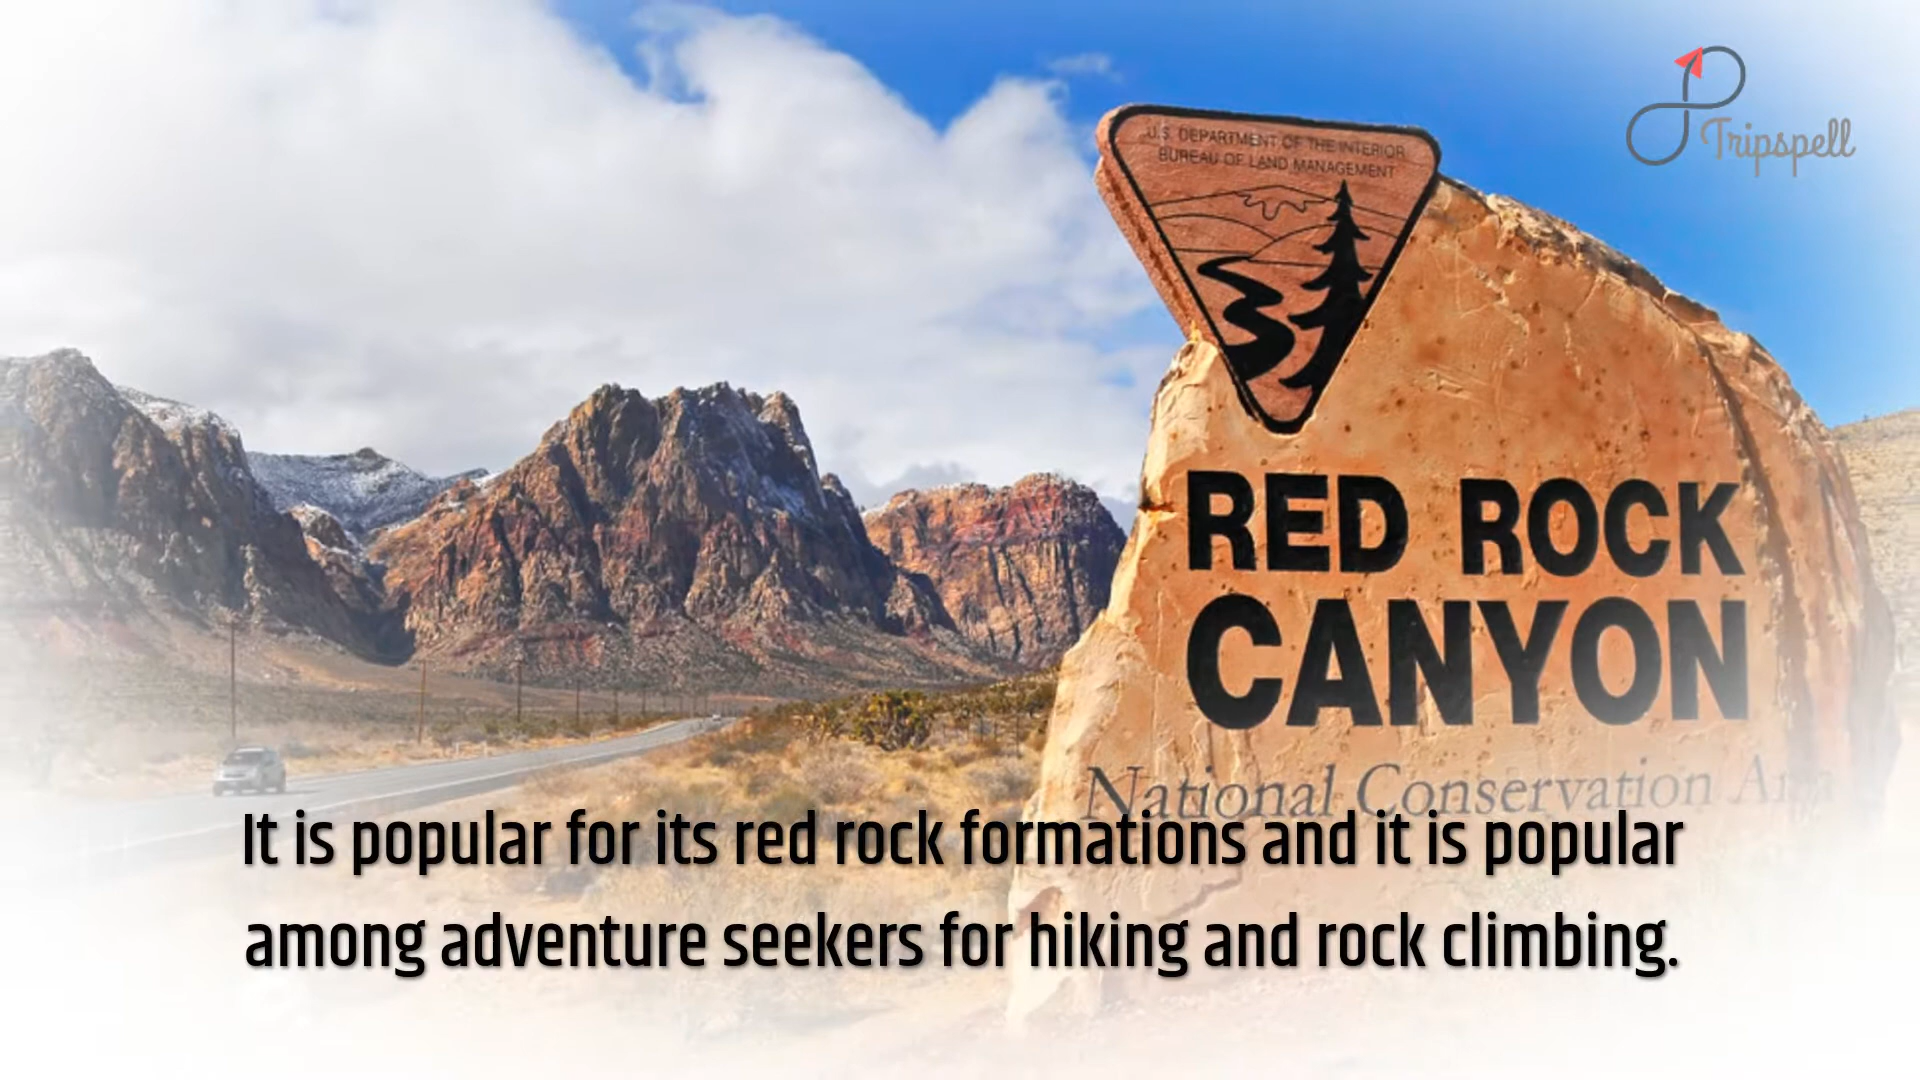 Tripspell
U.S. DEPARTMENT OF THE INTERIOR
BUREAU OF LAND MANAGEMENT
RED ROCK
CANYON
National Conservation Area
It is popular for its red rock formations and it is popular
among adventure seekers for hiking and rock climbing.